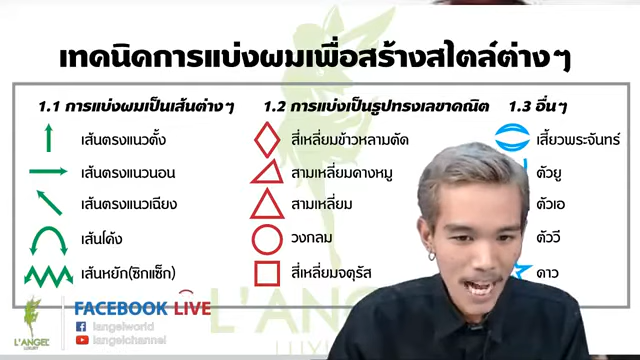 เทคนิคการแบ่งผมเพื่อสร้างสไตล์ต่างๆ
1.1 การแบ่งผมเป็นเส้นต่างๆ
เส้นตรงแนวตั้ง
เส้นตรงแนวนอน
เส้นตรงแนวเฉียง
เส้นโค้ง
เส้นหยัก(ซิกแซ็ก)
1.2 การแบ่งเป็นรูปทรงเลขาคณิต
สี่เหลี่ยมข้าวหลามตัด
สามเหลี่ยมคางหมู
สามเหลี่ยม
วงกลม
สี่เหลี่ยมจตุรัส
1.3 อื่นๆ
เสี้ยวพระจันทร์
ตัวยู
ตัวเอ
ตัววี
ดาว
FACEBOOK LIVE
langelworld
langelchannel
L'ANGEL
LUXURY
L'ANGEL